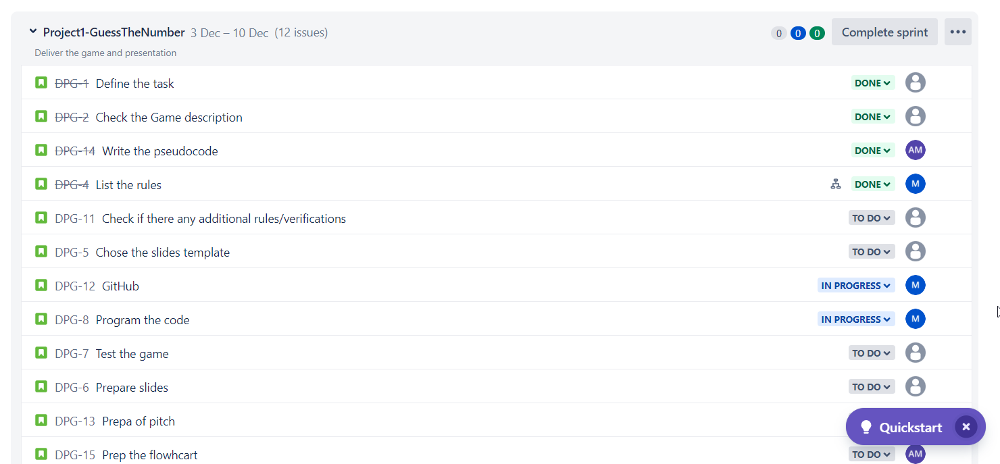 Project1-GuessTheNumber 3 Dec – 10 Dec (12 issues) 0 0 0 Complete sprint
Deliver the game and presentation
DPG-1 Define the task DONE
DPG-2 Check the Game description DONE
DPG-14 Write the pseudocode DONE AM
DPG-4 List the rules DONE M
DPG-11 Check if there any additional rules/verifications TO DO
DPG-5 Chose the slides template TO DO
DPG-12 GitHub IN PROGRESS M
DPG-8 Program the code IN PROGRESS M
DPG-7 Test the game TO DO
DPG-6 Prepare slides TO DO
DPG-13 Prepa of pitch
Quickstart
DPG-15 Prep the flowhcart TO DO AM